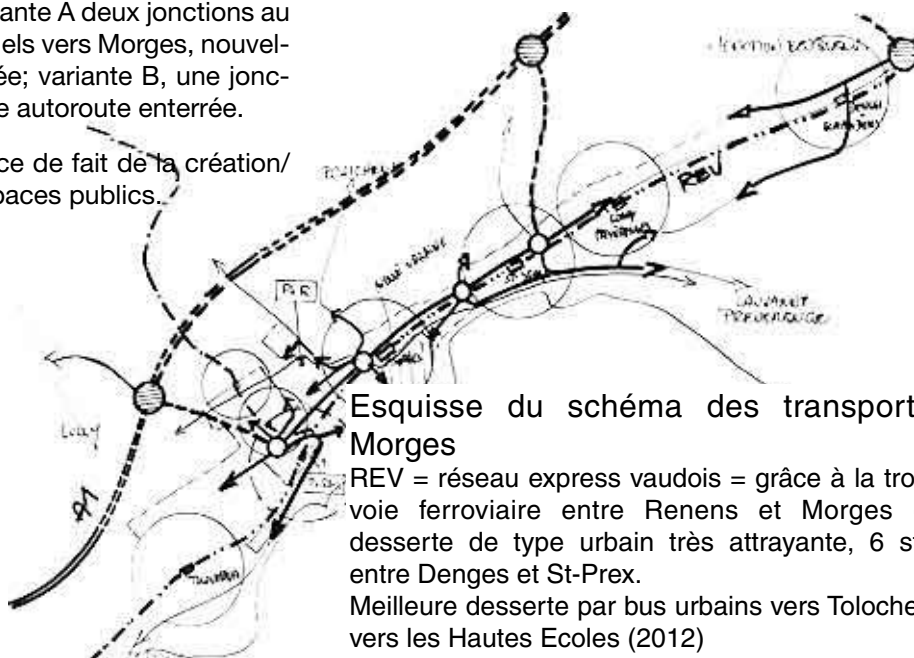 ante A deux jonctions au
els vers Morges, nouvel-
ée; variante B, une jonc-
e autoroute enterrée.
ce de fait de la création/
paces publics.
REV
P+R
LONAY
PREVERENGES
A1
Esquisse du schéma des transport
Morges
REV = réseau express vaudois = grâce à la tro
voie ferroviaire entre Renens et Morges
desserte de type urbain très attrayante, 6 st
entre Denges et St-Prex.
Meilleure desserte par bus urbains vers Toloche
vers les Hautes Ecoles (2012)